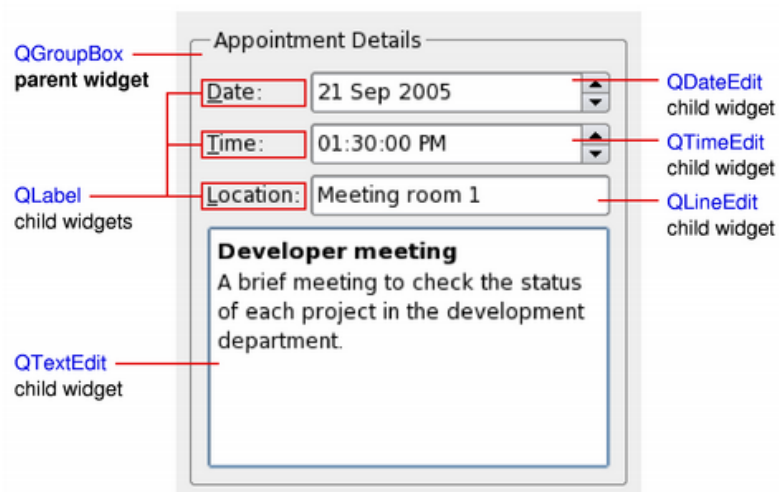 QGroupBox
parent widget
Appointment Details
Date:
21 Sep 2005
QDateEdit
child widget
Time:
01:30:00 PM
QTimeEdit
child widget
QLabel
child widgets
Location:
Meeting room 1
QLineEdit
child widget
Developer meeting
A brief meeting to check the status
of each project in the development
department.
QTextEdit
child widget